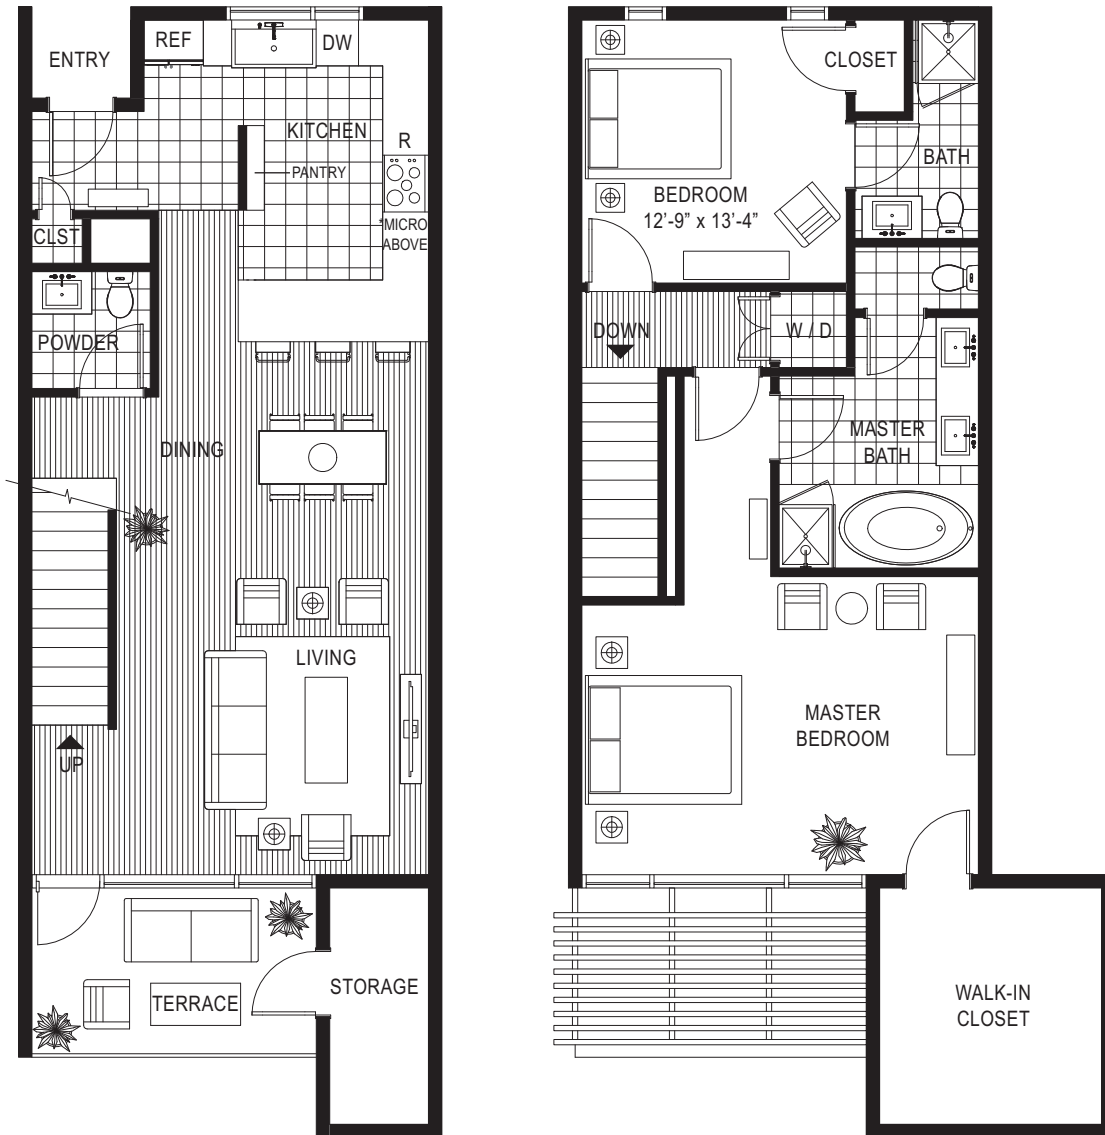 ENTRY
REF
DW
KITCHEN
R
PANTRY
*MICRO
ABOVE
CLST
POWDER
DINING
LIVING
UP
TERRACE
STORAGE
CLOSET
BATH
BEDROOM
12'-9" x 13'-4"
DOWN
W / D
MASTER
BATH
MASTER
BEDROOM
WALK-IN
CLOSET